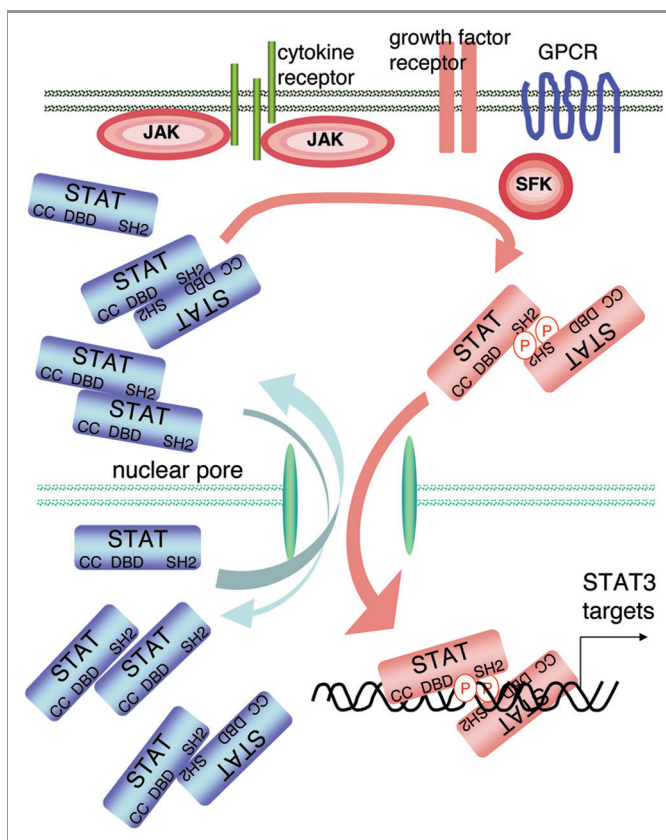 cytokine
receptor
growth factor
receptor
GPCR
JAK
JAK
SFK
STAT
CC DBD SH2
STAT
CC DBD SH2
STAT
CC DBD SH2
STAT
CC DBD SH2
STAT
CC DBD SH2
STAT
CC DBD SH2
P
P
STAT
CC DBD SH2
nuclear pore
STAT
CC DBD SH2
STAT
CC DBD SH2
STAT
CC DBD SH2
STAT
CC DBD SH2
STAT
CC DBD SH2
STAT3
targets
STAT
CC DBD SH2
P
P
STAT
CC DBD SH2